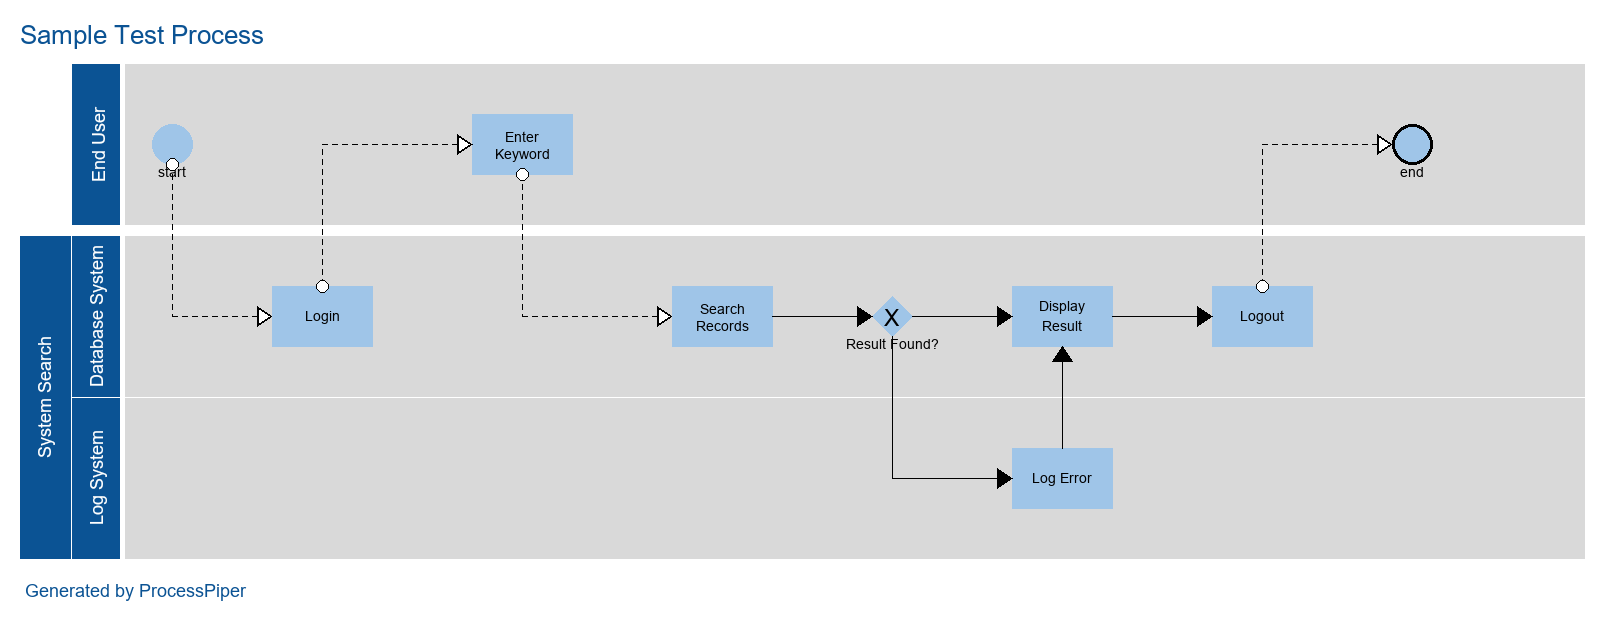 Sample Test Process
End User
start
Enter
Keyword
end
System Search
Database System
Login
Search
Records
X
Result Found?
Display
Result
Logout
Log System
Log Error
Generated by ProcessPiper